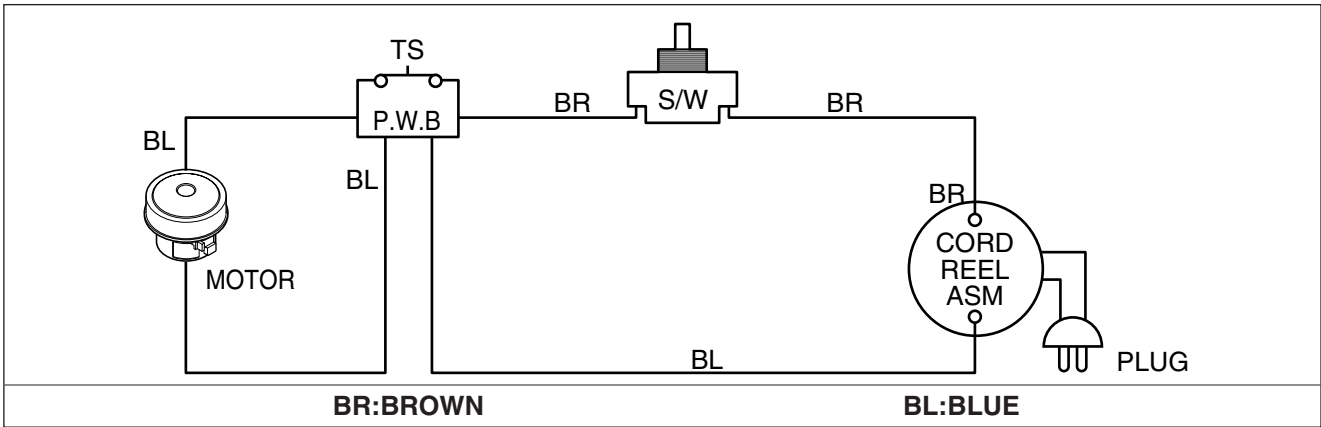 TS
BR
S/W
BR
P.W.B
BL
BL
BR
CORD
REEL
ASM
MOTOR
BL
PLUG
BR:BROWN
BL:BLUE